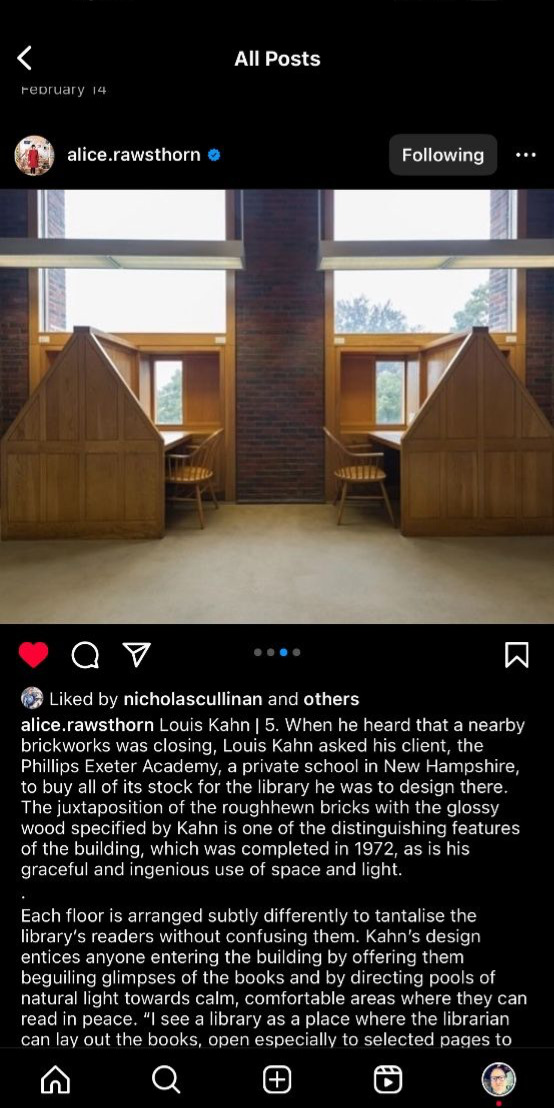 All Posts
February 14
alice.rawsthorn
Following
Liked by nicholascullinan and others
alice.rawsthorn Louis Kahn | 5. When he heard that a nearby
brickworks was closing, Louis Kahn asked his client, the
Phillips Exeter Academy, a private school in New Hampshire,
to buy all of its stock for the library he was to design there.
The juxtaposition of the roughhewn bricks with the glossy
wood specified by Kahn is one of the distinguishing features
of the building, which was completed in 1972, as is his
graceful and ingenious use of space and light.
.
Each floor is arranged subtly differently to tantalise the
library’s readers without confusing them. Kahn’s design
entices anyone entering the building by offering them
beguiling glimpses of the books and by directing pools of
natural light towards calm, comfortable areas where they can
read in peace. “I see a library as a place where the librarian
can lay out the books, open especially to selected pages to